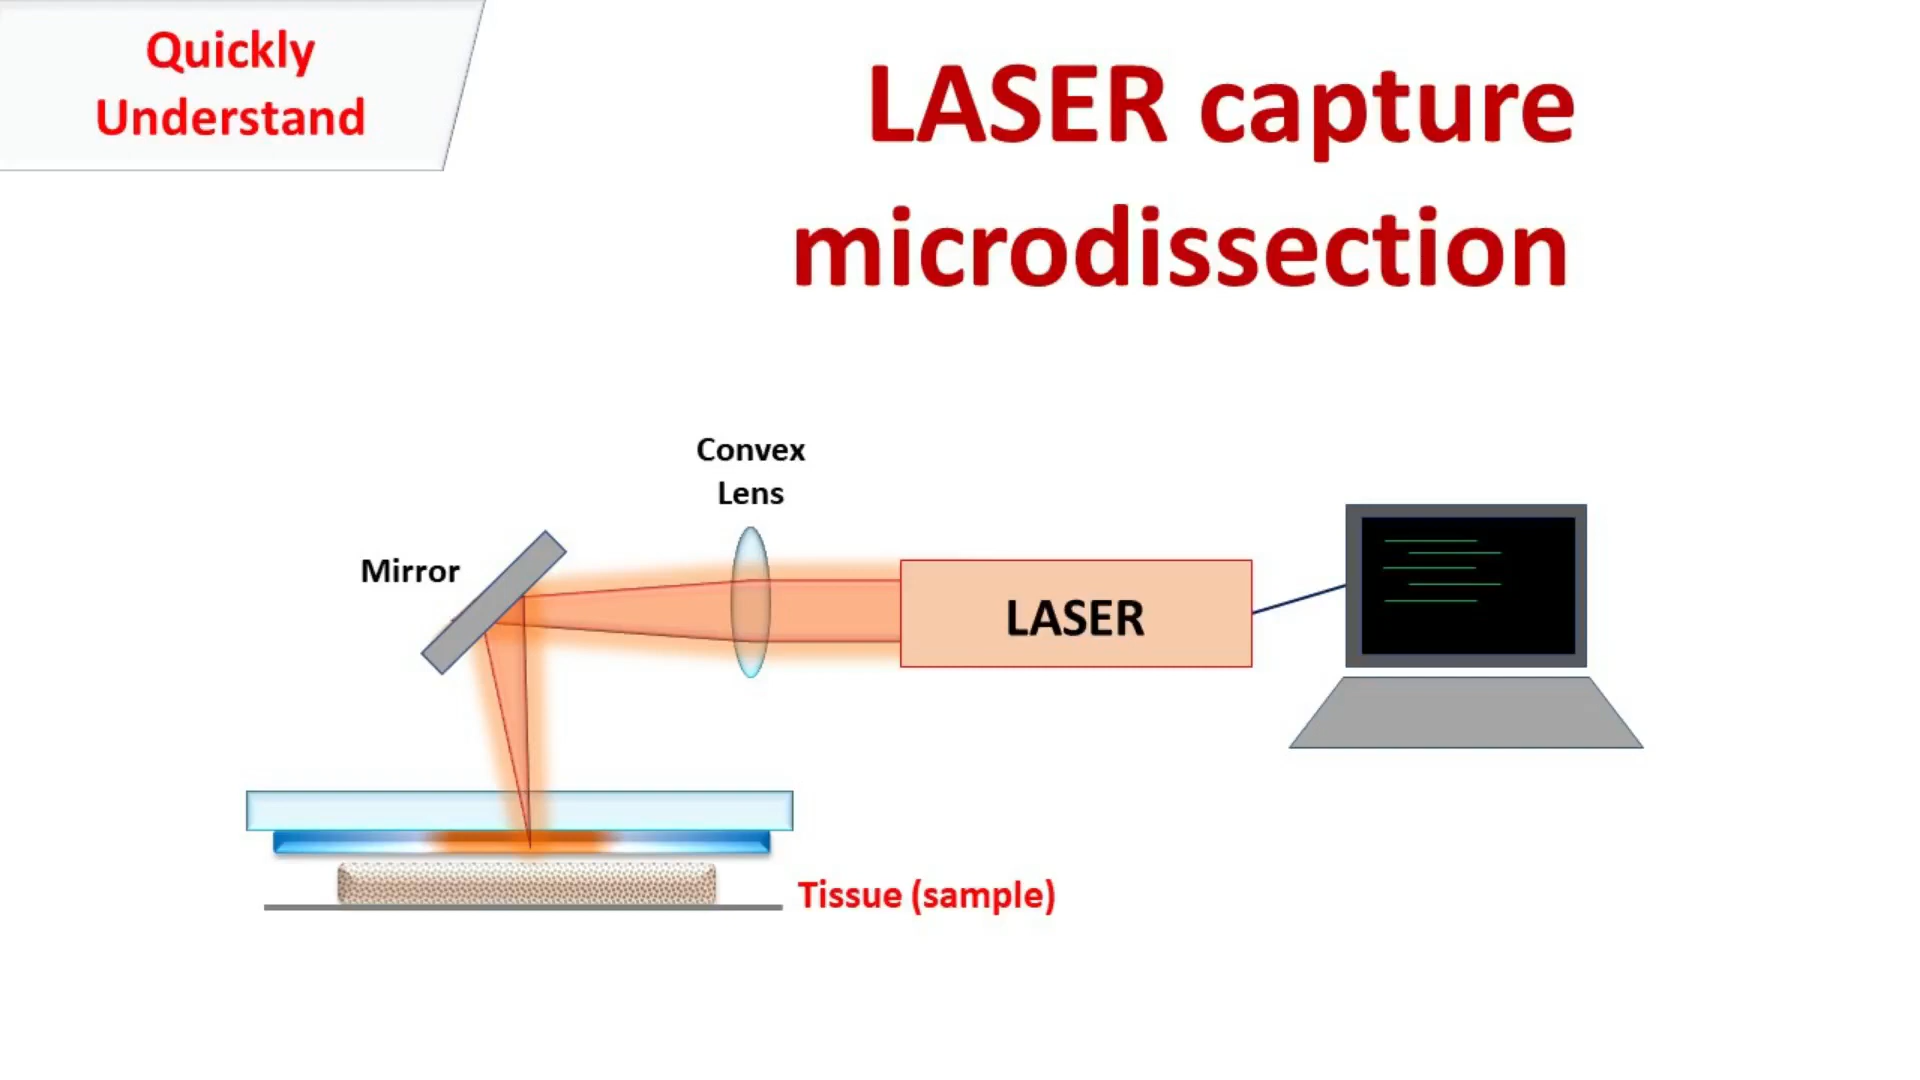 Quickly
Understand
LASER capture
microdissection
Convex
Lens
Mirror
LASER
Tissue (sample)